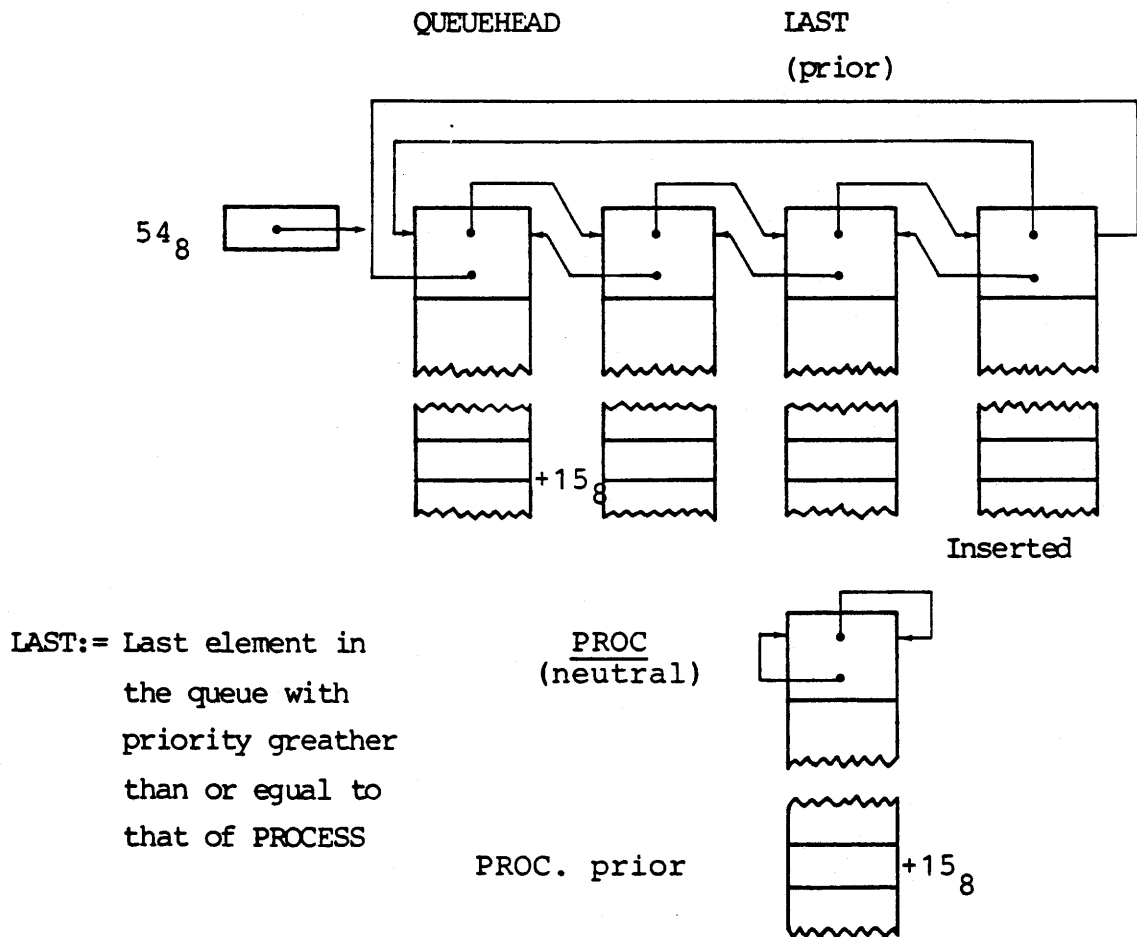 QUEUEHEAD LAST
(prior)
54₈
+15₈
Inserted
LAST:= Last element in
the queue with
priority greather
than or equal to
that of PROCESS
PROC
(neutral)
PROC. prior +15₈